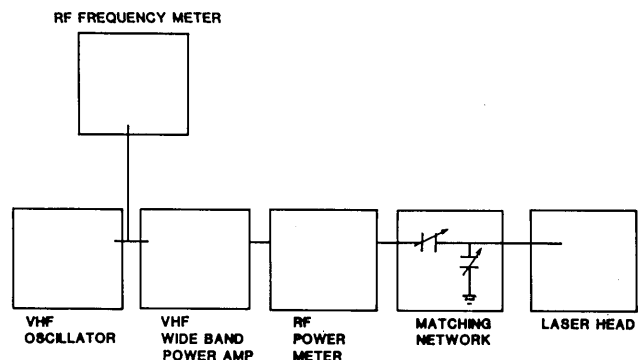 RF FREQUENCY METER
VHF
OSCILLATOR
VHF
WIDE BAND
POWER AMP
RF
POWER
METER
MATCHING
NETWORK
LASER HEAD